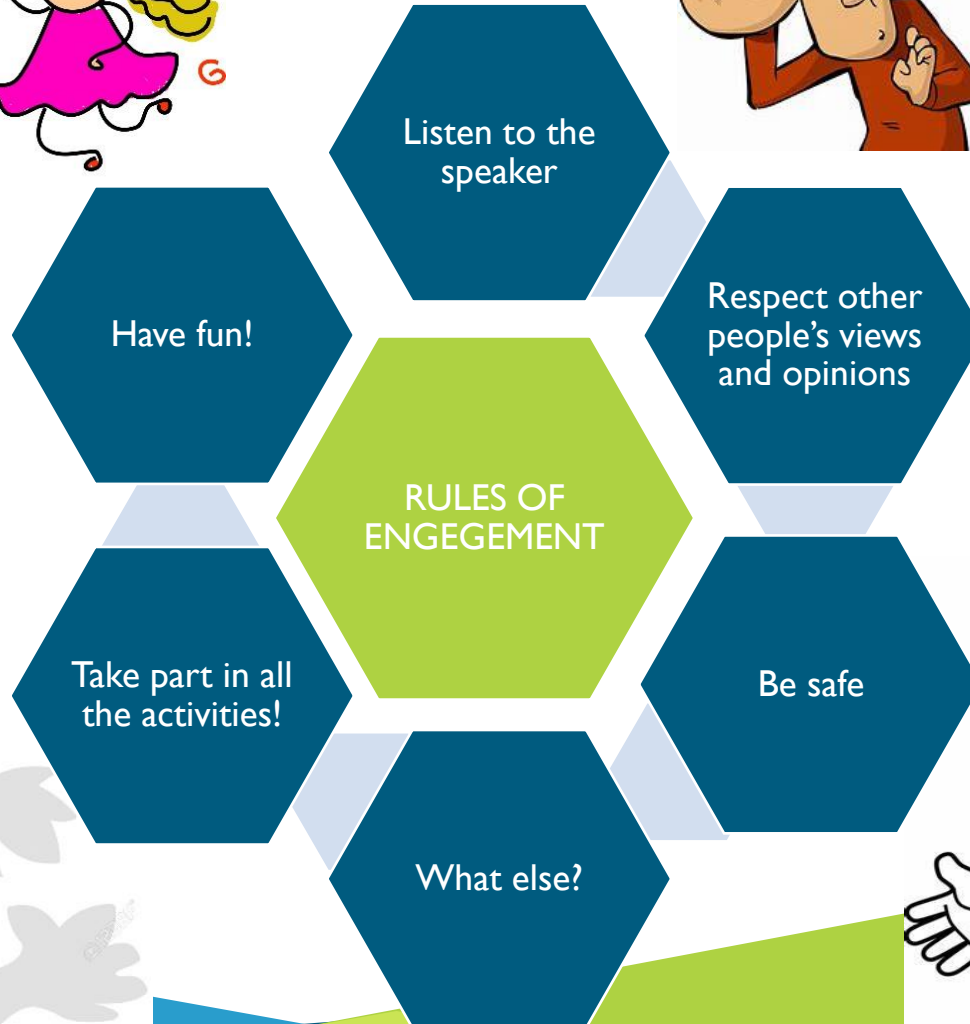 Listen to the
speaker
Respect other
people’s views
and opinions
Be safe
What else?
Take part in all
the activities!
Have fun!
RULES OF
ENGEGEMENT